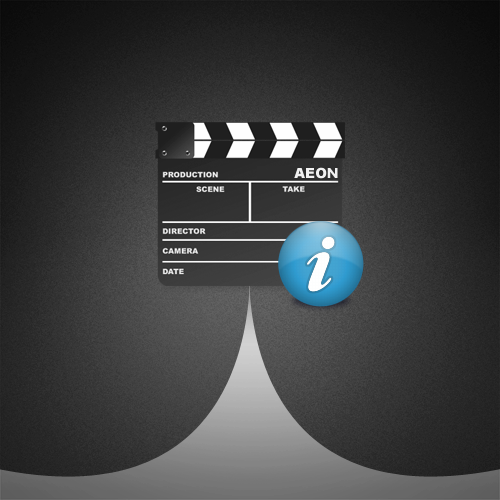 PRODUCTION AEON
SCENE TAKE
DIRECTOR
CAMERA
DATE
i